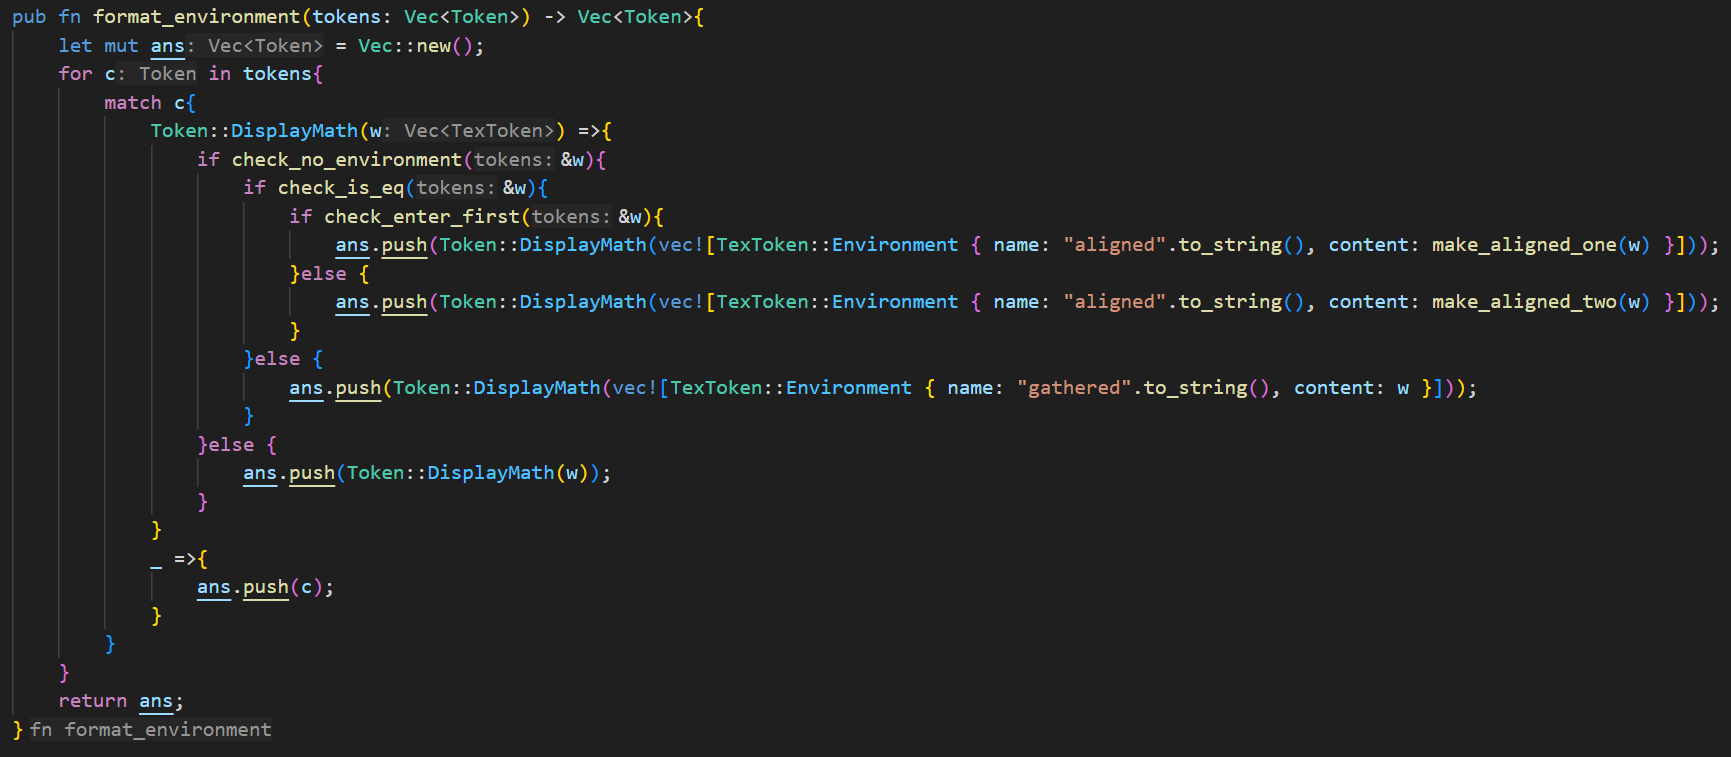 pub fn format_environment(tokens: Vec<Token>) -> Vec<Token>{
    let mut ans: Vec<Token> = Vec::new();
    for c: Token in tokens{
        match c{
            Token::DisplayMath(w: Vec<TexToken>) =>{
                if check_no_environment(tokens: &w){
                    if check_is_eq(tokens: &w){
                        if check_enter_first(tokens: &w){
                            ans.push(Token::DisplayMath(vec![TexToken::Environment { name: "aligned".to_string(), content: make_aligned_one(w) }]));
                        }else {
                            ans.push(Token::DisplayMath(vec![TexToken::Environment { name: "aligned".to_string(), content: make_aligned_two(w) }]));
                        }
                    }else {
                        ans.push(Token::DisplayMath(vec![TexToken::Environment { name: "gathered".to_string(), content: w }]));
                    }
                }else {
                    ans.push(Token::DisplayMath(w));
                }
            }
            _ =>{
                ans.push(c);
            }
        }
    }
    return ans;
} fn format_environment